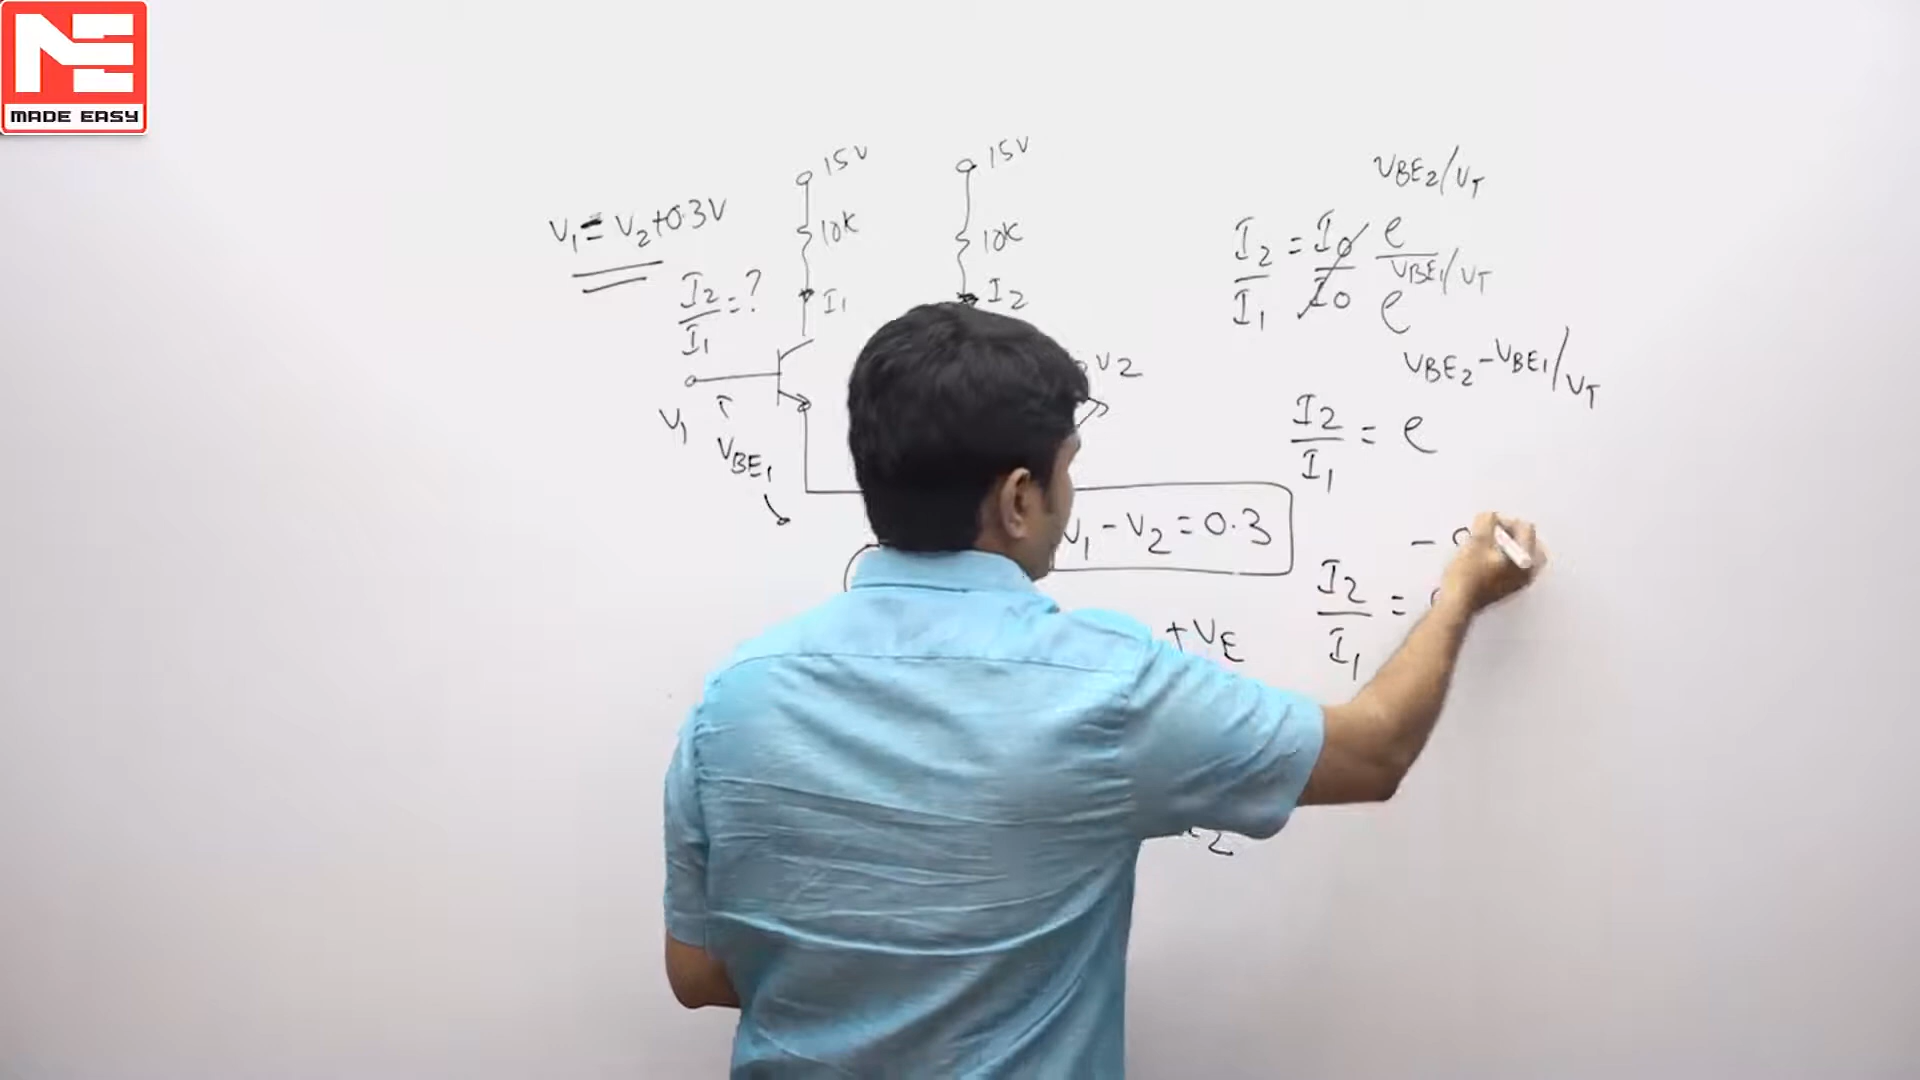 MADE EASY
15V
15V
V1 = V2+0.3V
10K
10K
I2/I1 = ?
I1
I2
V1
VBE1
V2
V1 - V2 = 0.3
+VE
2
I2/I1 = I0/I0 e^VBE2/VT / e^VBE1/VT
I2/I1 = e^VBE2-VBE1/VT
I2/I1 =